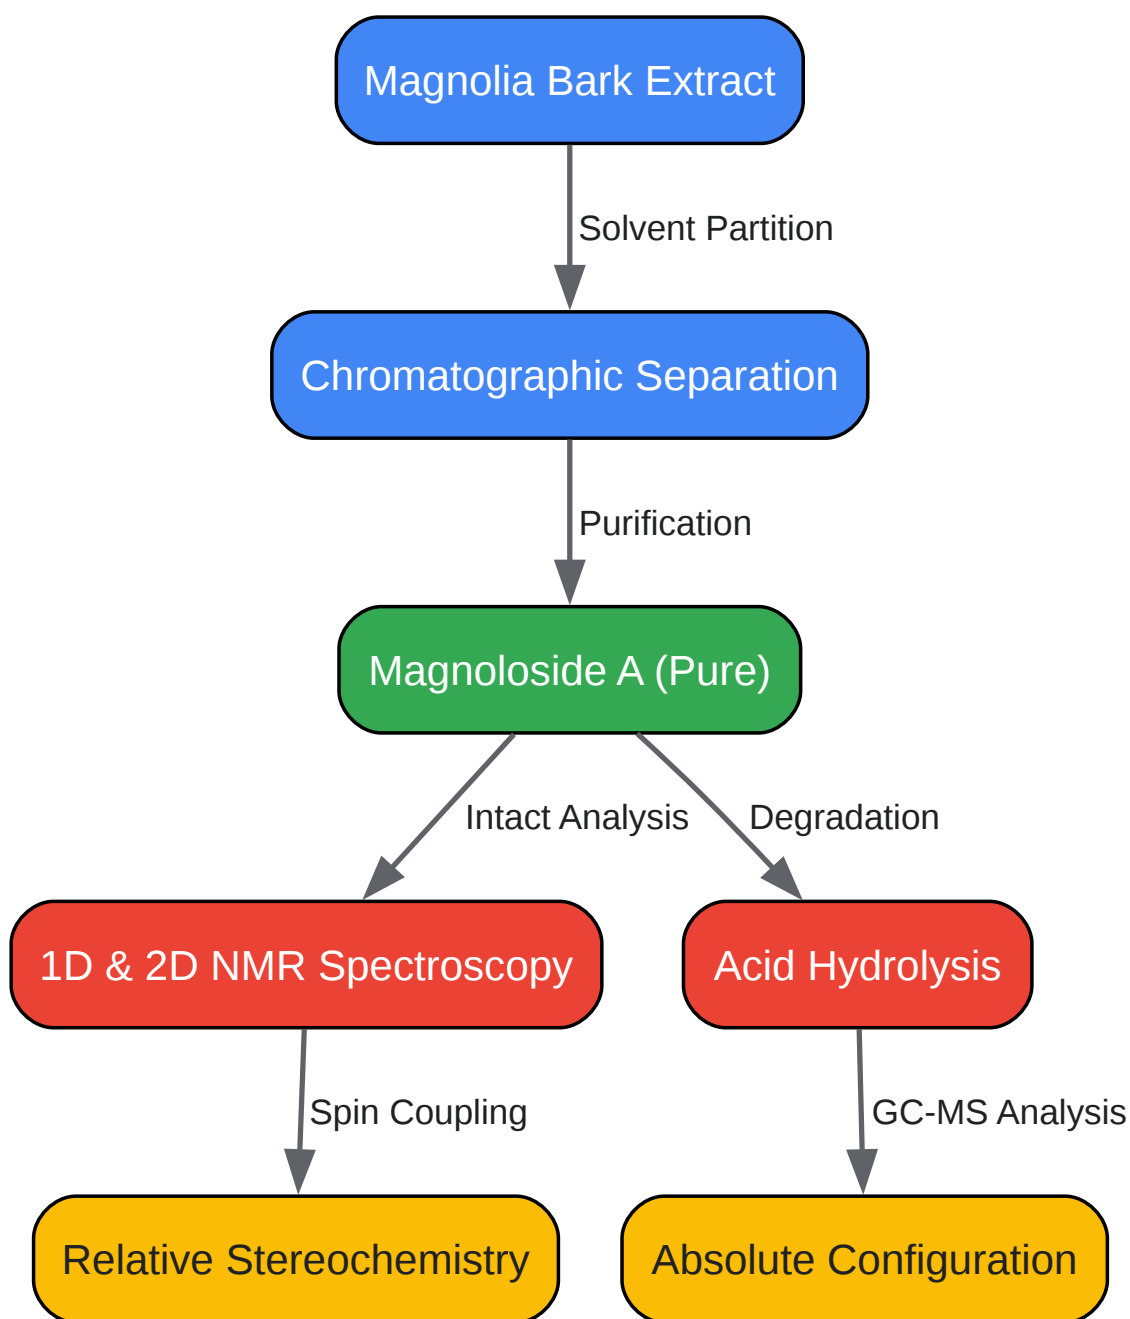 Magnolia Bark Extract
Solvent Partition
Chromatographic Separation
Purification
Magnoloside A (Pure)
Intact Analysis
Degradation
1D & 2D NMR Spectroscopy
Acid Hydrolysis
Spin Coupling
GC-MS Analysis
Relative Stereochemistry
Absolute Configuration